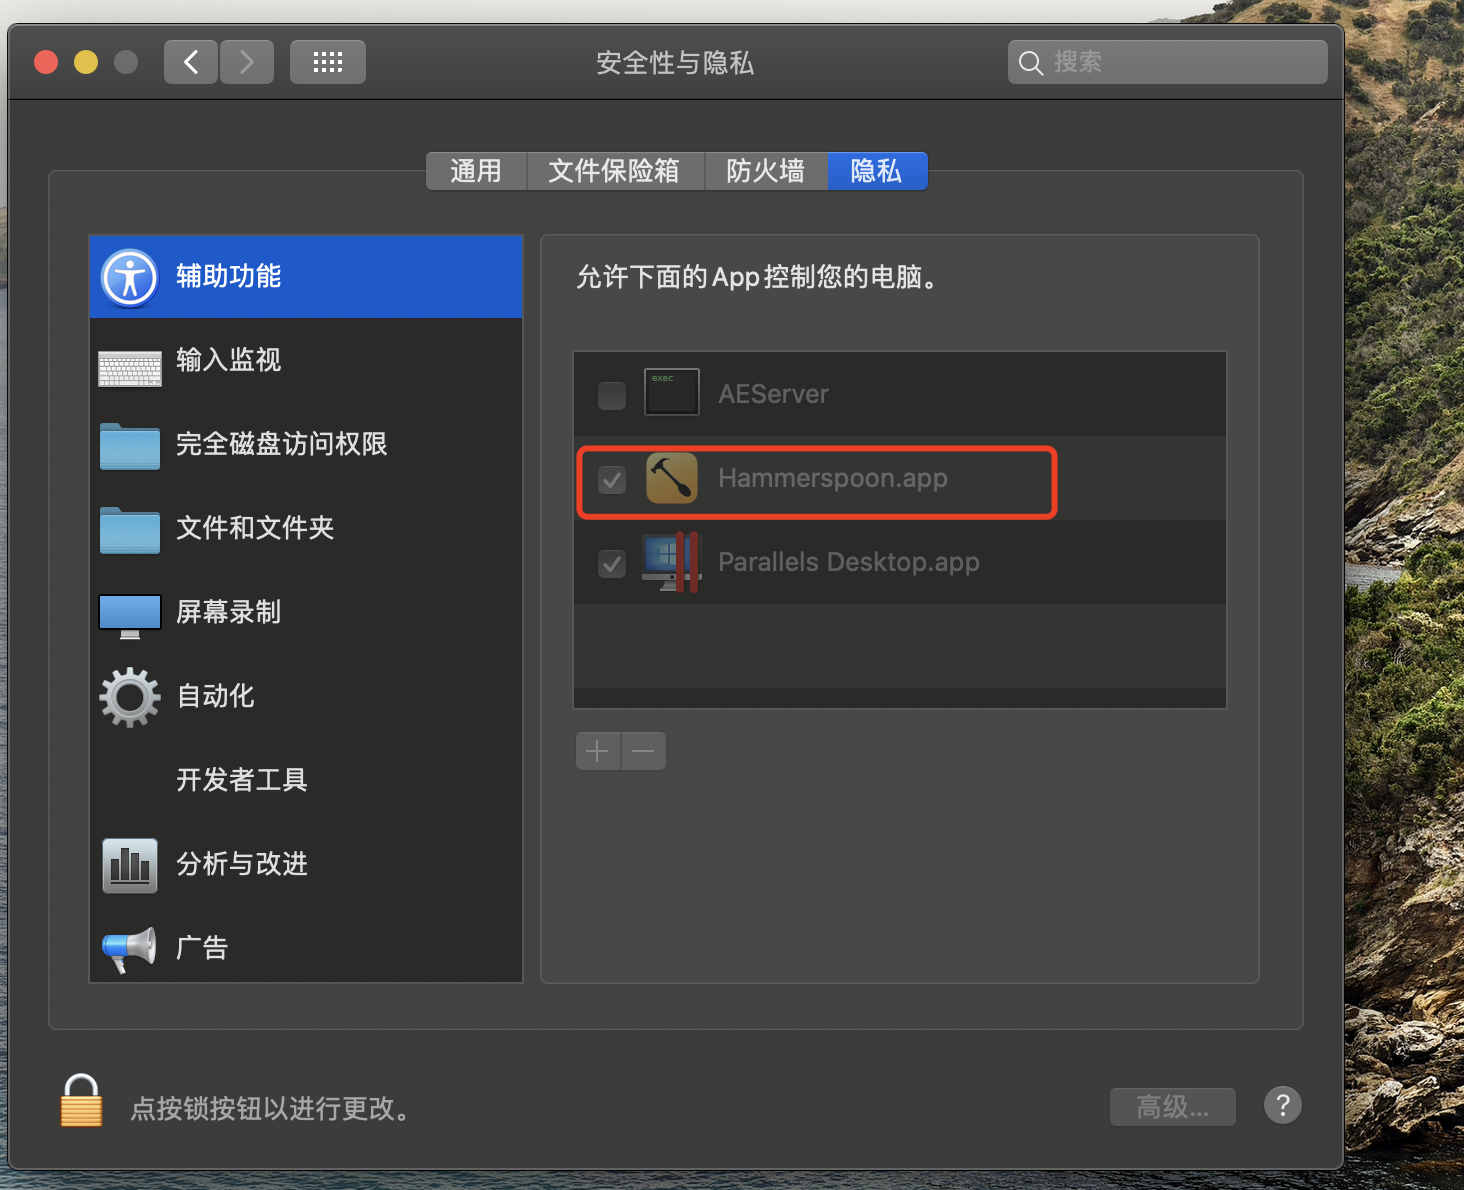 安全性与隐私
搜索
通用
文件保险箱
防火墙
隐私
辅助功能
输入监视
完全磁盘访问权限
文件和文件夹
屏幕录制
自动化
开发者工具
分析与改进
广告
允许下面的App控制您的电脑。
exec
AEServer
Hammerspoon.app
Parallels Desktop.app
点按锁按钮以进行更改。
高级...
?